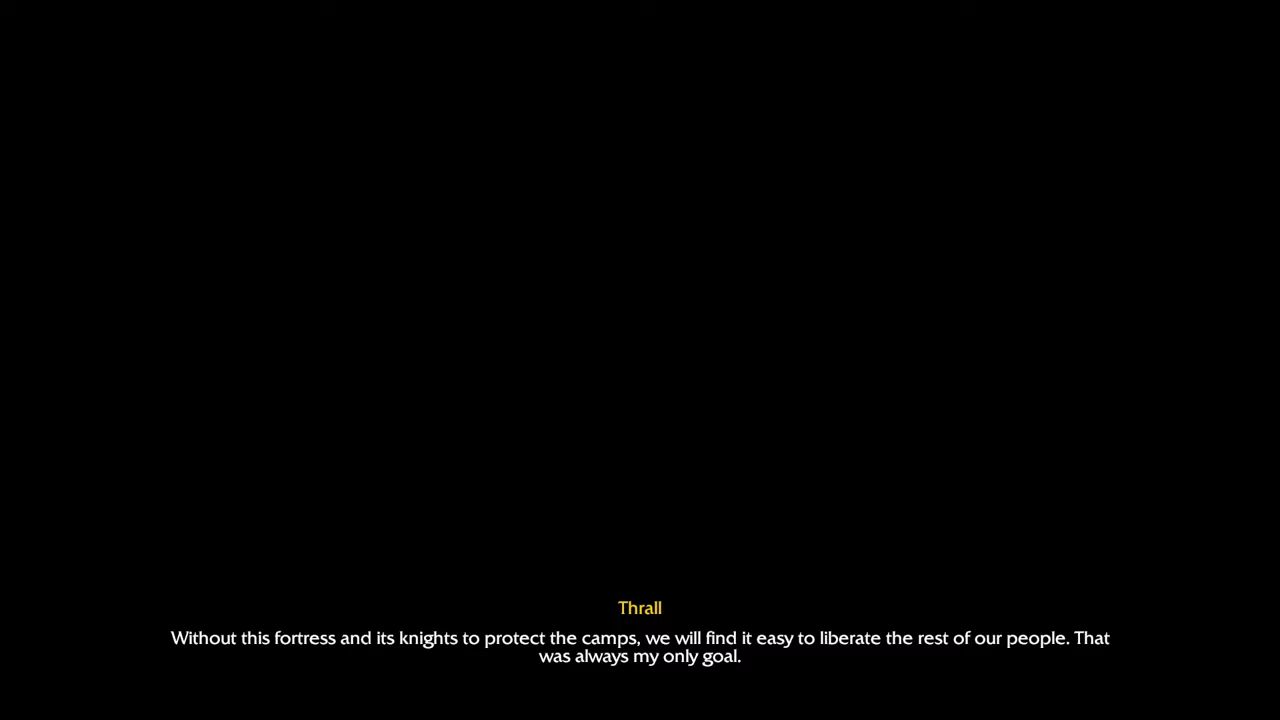 Thrall
Without this fortress and its knights to protect the camps, we will find it easy to liberate the rest of our people. That
was always my only goal.